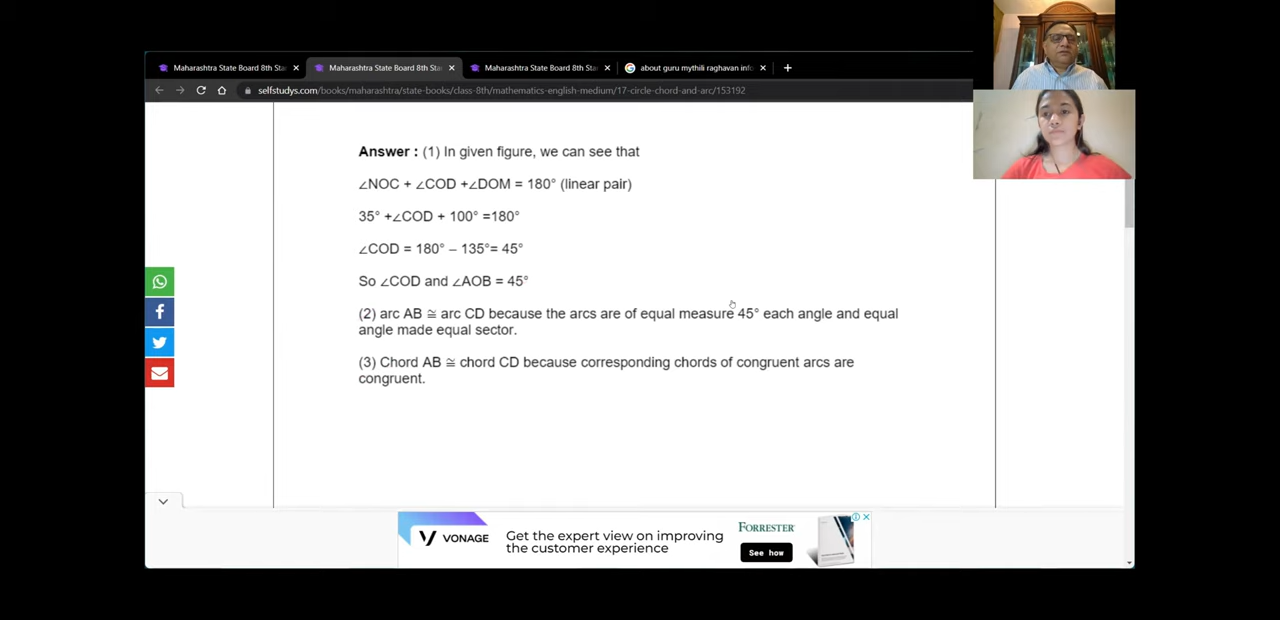 Maharashtra State Board 8th Sta
Maharashtra State Board 8th Sta
Maharashtra State Board 8th Sta
about guru mythili raghavan info
selfstudys.com/books/maharashtra/state-books/class-8th/mathematics-english-medium/17-circle-chord-and-arc/153192
Answer : (1) In given figure, we can see that
∠NOC + ∠COD +∠DOM = 180° (linear pair)
35° +∠COD + 100° =180°
∠COD = 180° – 135°= 45°
So ∠COD and ∠AOB = 45°
(2) arc AB ≅ arc CD because the arcs are of equal measure 45° each angle and equal
angle made equal sector.
(3) Chord AB ≅ chord CD because corresponding chords of congruent arcs are
congruent.
VONAGE
Get the expert view on improving
the customer experience
FORRESTER
See how